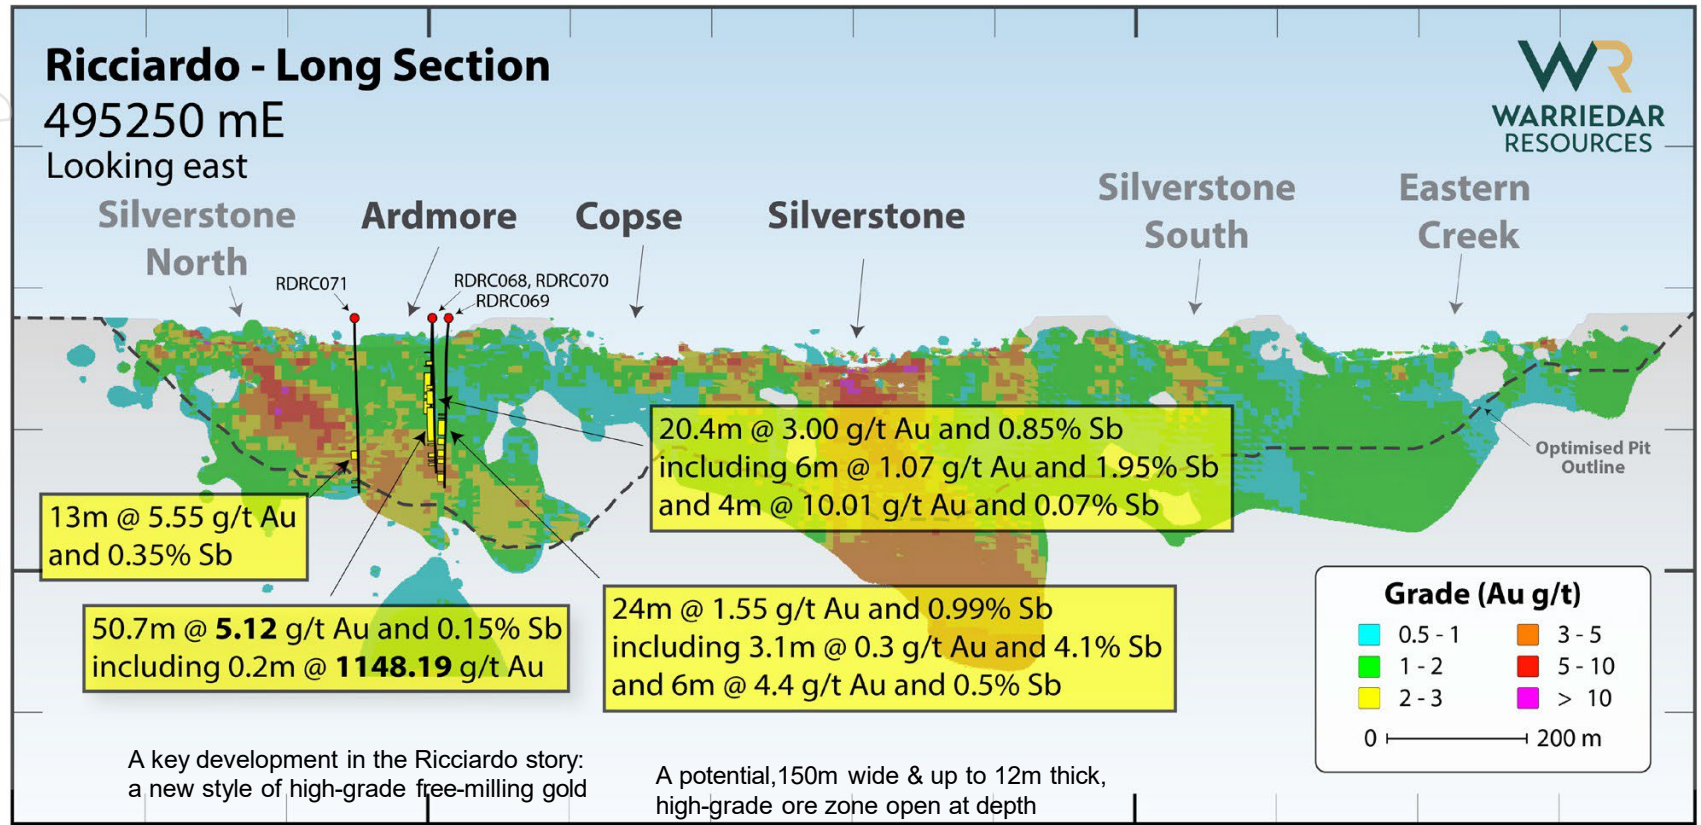 Ricciardo - Long Section
495250 mE
Looking east
WARRIEDAR
RESOURCES
Silverstone
North
Ardmore
Copse
Silverstone
Silverstone
South
Eastern
Creek
RDRC071
RDRC068, RDRC070
RDRC069
20.4m @ 3.00 g/t Au and 0.85% Sb
including 6m @ 1.07 g/t Au and 1.95% Sb
and 4m @ 10.01 g/t Au and 0.07% Sb
Optimised Pit
Outline
13m @ 5.55 g/t Au
and 0.35% Sb
50.7m @ 5.12 g/t Au and 0.15% Sb
including 0.2m @ 1148.19 g/t Au
24m @ 1.55 g/t Au and 0.99% Sb
including 3.1m @ 0.3 g/t Au and 4.1% Sb
and 6m @ 4.4 g/t Au and 0.5% Sb
Grade (Au g/t)
0.5 - 1
1 - 2
2 - 3
3 - 5
5 - 10
> 10
0 200 m
A key development in the Ricciardo story:
a new style of high-grade free-milling gold
A potential,150m wide & up to 12m thick,
high-grade ore zone open at depth